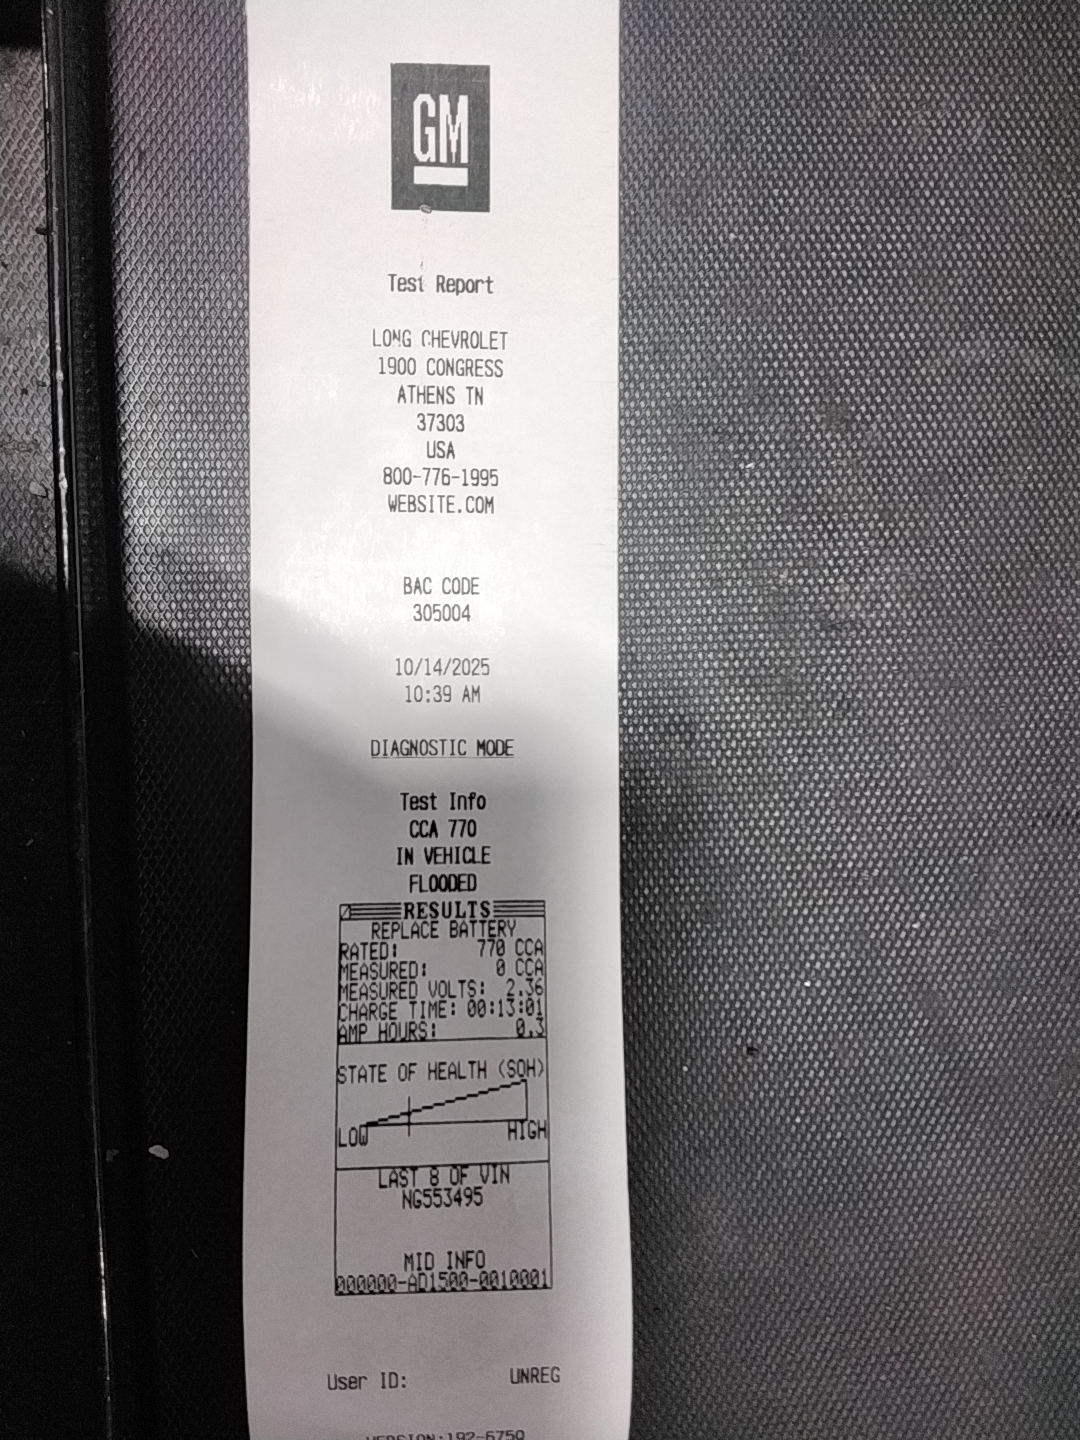 GM
Test Report
LONG CHEVROLET
1900 CONGRESS
ATHENS TN
37303
USA
800-776-1995
WEBSITE.COM
BAC CODE
305004
10/14/2025
10:39 AM
DIAGNOSTIC MODE
Test Info
CCA 770
IN VEHICLE
FLOODED
RESULTS
REPLACE BATTERY
RATED: 770 CCA
MEASURED: 0 CCA
MEASURED VOLTS: 2.36
CHARGE TIME: 00:13:01
AMP HOURS: 0.3
STATE OF HEALTH (SOH)
LOW HIGH
LAST 8 OF VIN
NG553495
MID INFO
000000-AD1500-0010001
User ID: UNREG
VERSION:192-675Q